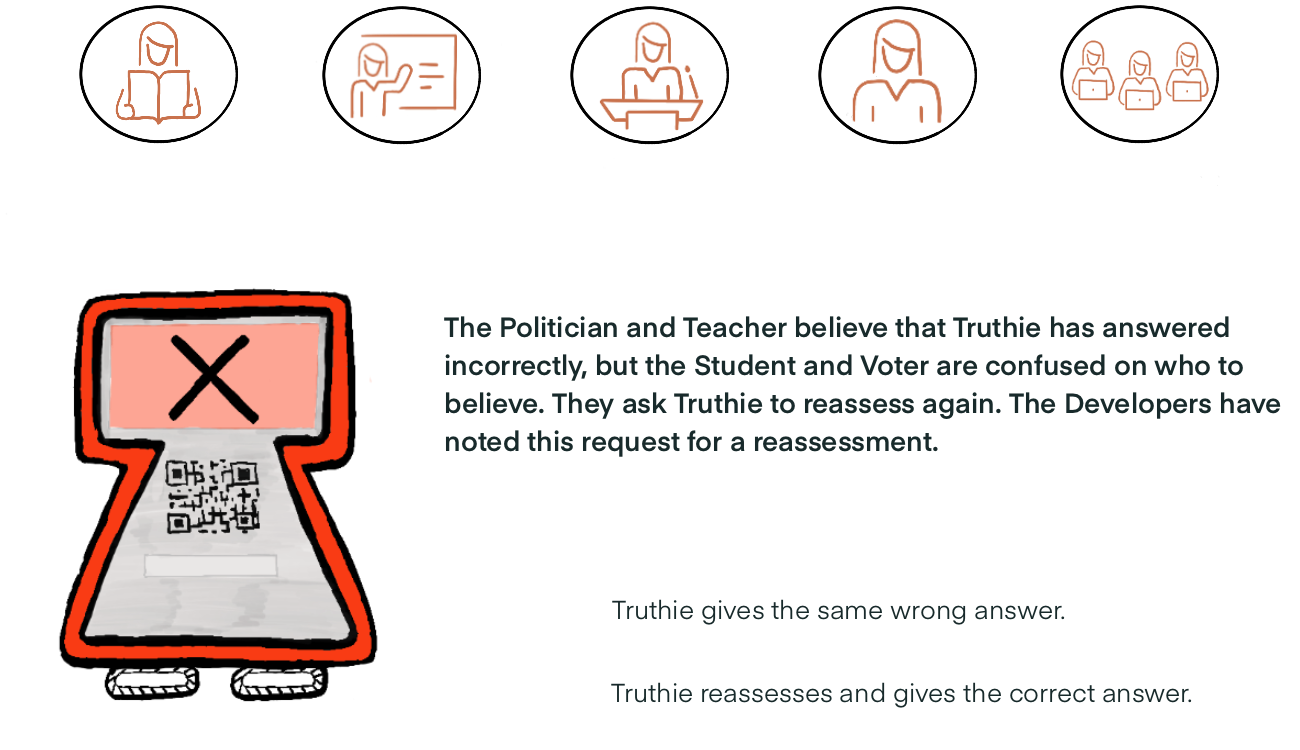 The Politician and Teacher believe that Truthie has answered
incorrectly, but the Student and Voter are confused on who to
believe. They ask Truthie to reassess again. The Developers have
noted this request for a reassessment.
Truthie gives the same wrong answer.
Truthie reassesses and gives the correct answer.